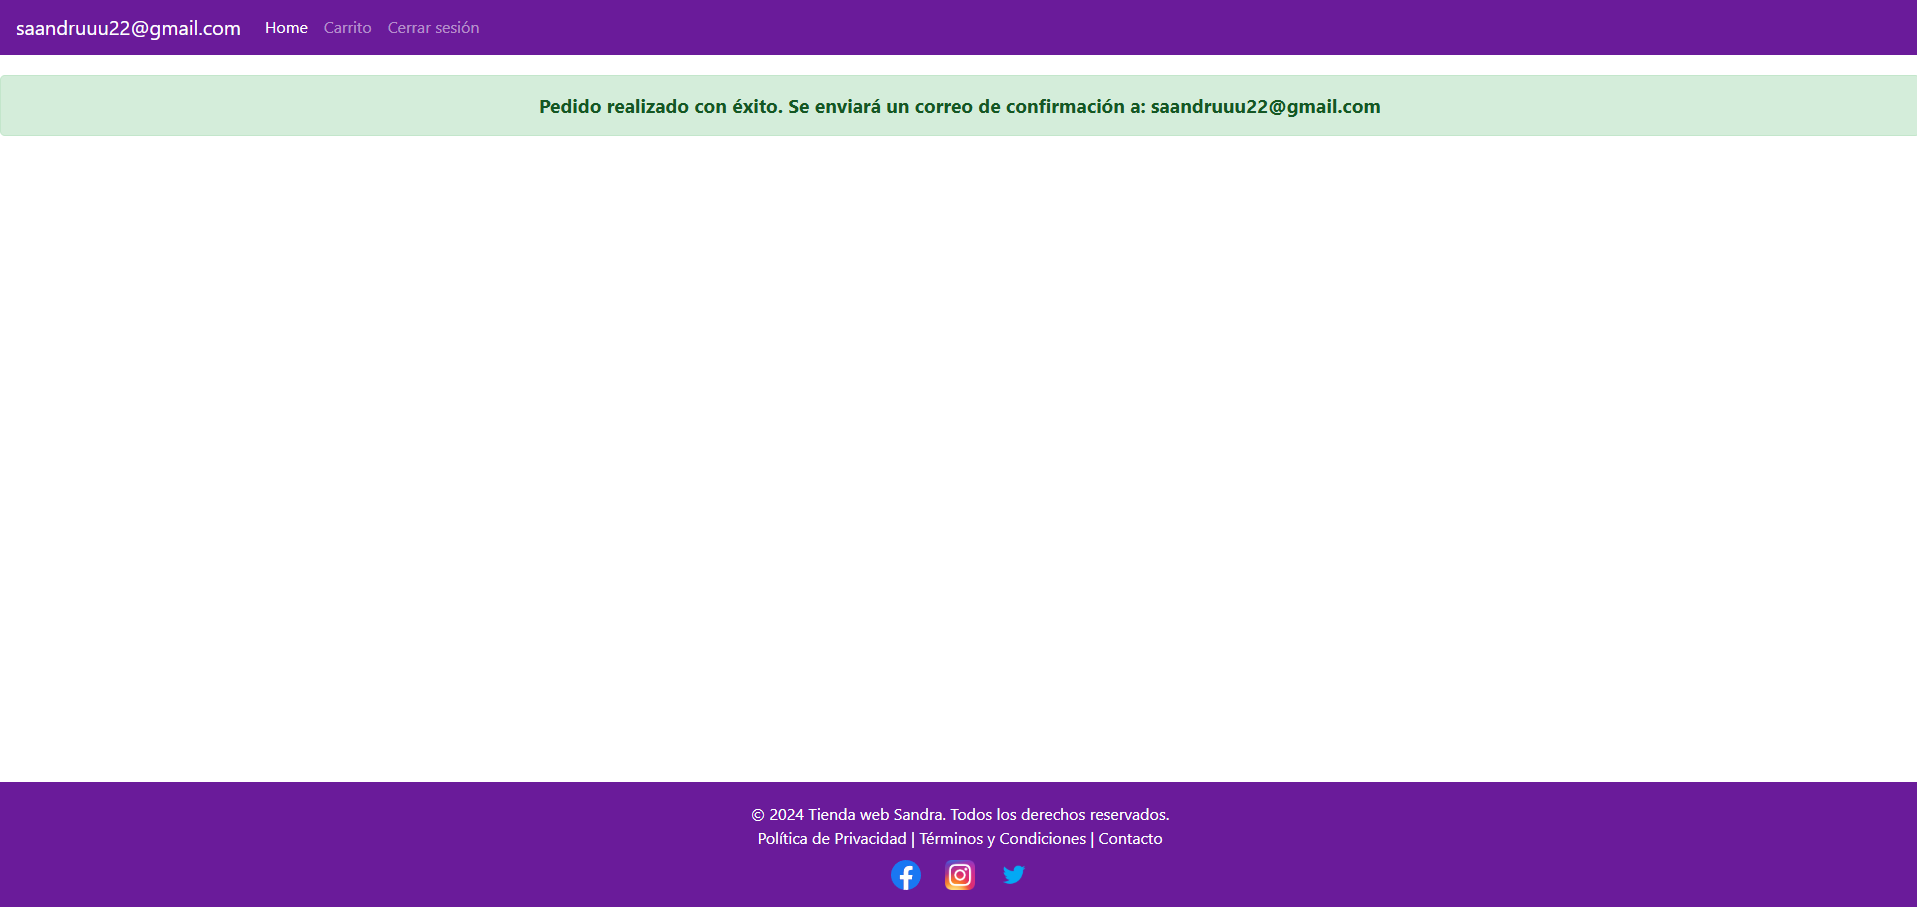 saandruuu22@gmail.com Home Carrito Cerrar sesión
Pedido realizado con éxito. Se enviará un correo de confirmación a: saandruuu22@gmail.com
© 2024 Tienda web Sandra. Todos los derechos reservados.
Política de Privacidad | Términos y Condiciones | Contacto